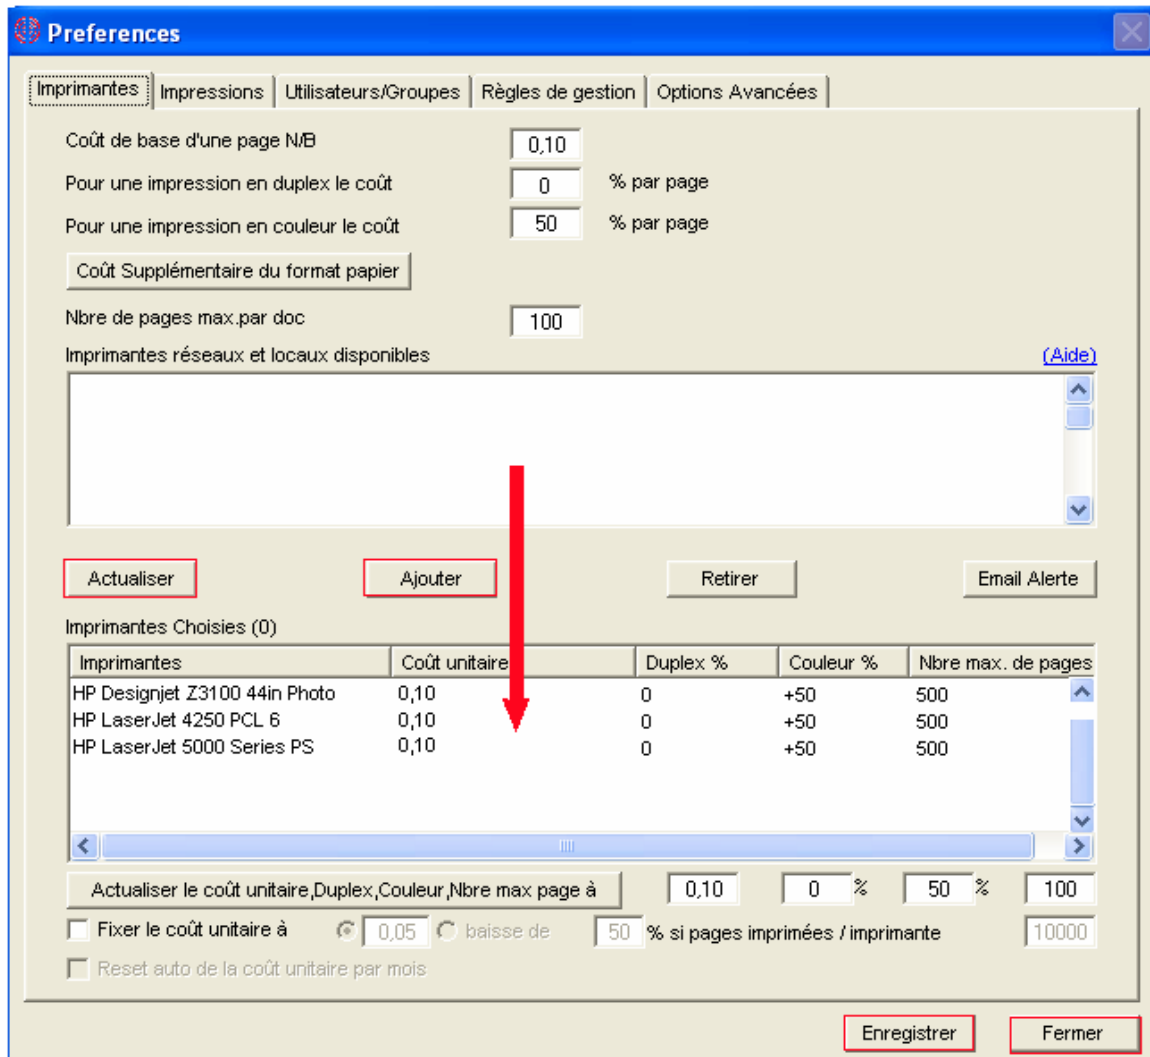 Preferences
Imprimantes Impressions Utilisateurs/Groupes Règles de gestion Options Avancées
Coût de base d'une page N/B 0,10
Pour une impression en duplex le coût 0 % par page
Pour une impression en couleur le coût 50 % par page
Coût Supplémentaire du format papier
Nbre de pages max.par doc 100
Imprimantes réseaux et locaux disponibles (Aide)
Actualiser Ajouter Retirer Email Alerte
Imprimantes Choisies (0)
Imprimantes Coût unitaire Duplex % Couleur % Nbre max. de pages
HP Designjet Z3100 44in Photo 0,10 0 +50 500
HP LaserJet 4250 PCL 6 0,10 0 +50 500
HP LaserJet 5000 Series PS 0,10 0 +50 500
Actualiser le coût unitaire,Duplex,Couleur,Nbre max page à 0,10 0 % 50 % 100
Fixer le coût unitaire à 0,05 baisse de 50 % si pages imprimées / imprimante 10000
Reset auto de la coût unitaire par mois
Enregistrer Fermer